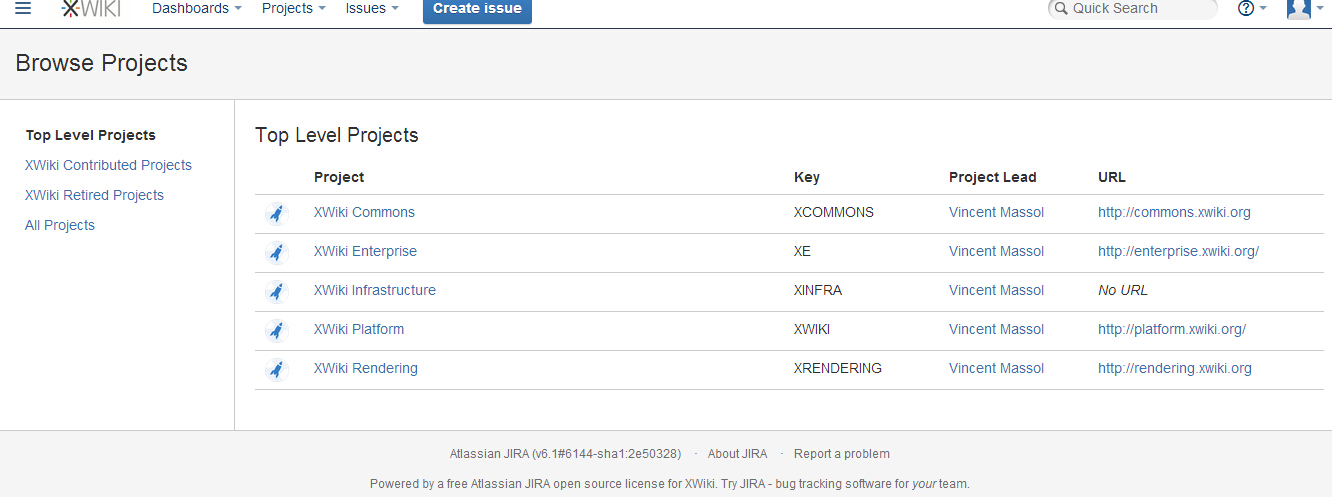 XWIKI Dashboards Projects Issues Create issue Quick Search
Browse Projects
Top Level Projects
XWiki Contributed Projects
XWiki Retired Projects
All Projects
Top Level Projects
Project Key Project Lead URL
XWiki Commons XCOMMONS Vincent Massol http://commons.xwiki.org
XWiki Enterprise XE Vincent Massol http://enterprise.xwiki.org/
XWiki Infrastructure XINFRA Vincent Massol No URL
XWiki Platform XWIKI Vincent Massol http://platform.xwiki.org/
XWiki Rendering XRENDERING Vincent Massol http://rendering.xwiki.org
Atlassian JIRA (v6.1#6144-sha1:2e50328) · About JIRA · Report a problem
Powered by a free Atlassian JIRA open source license for XWiki. Try JIRA - bug tracking software for your team.